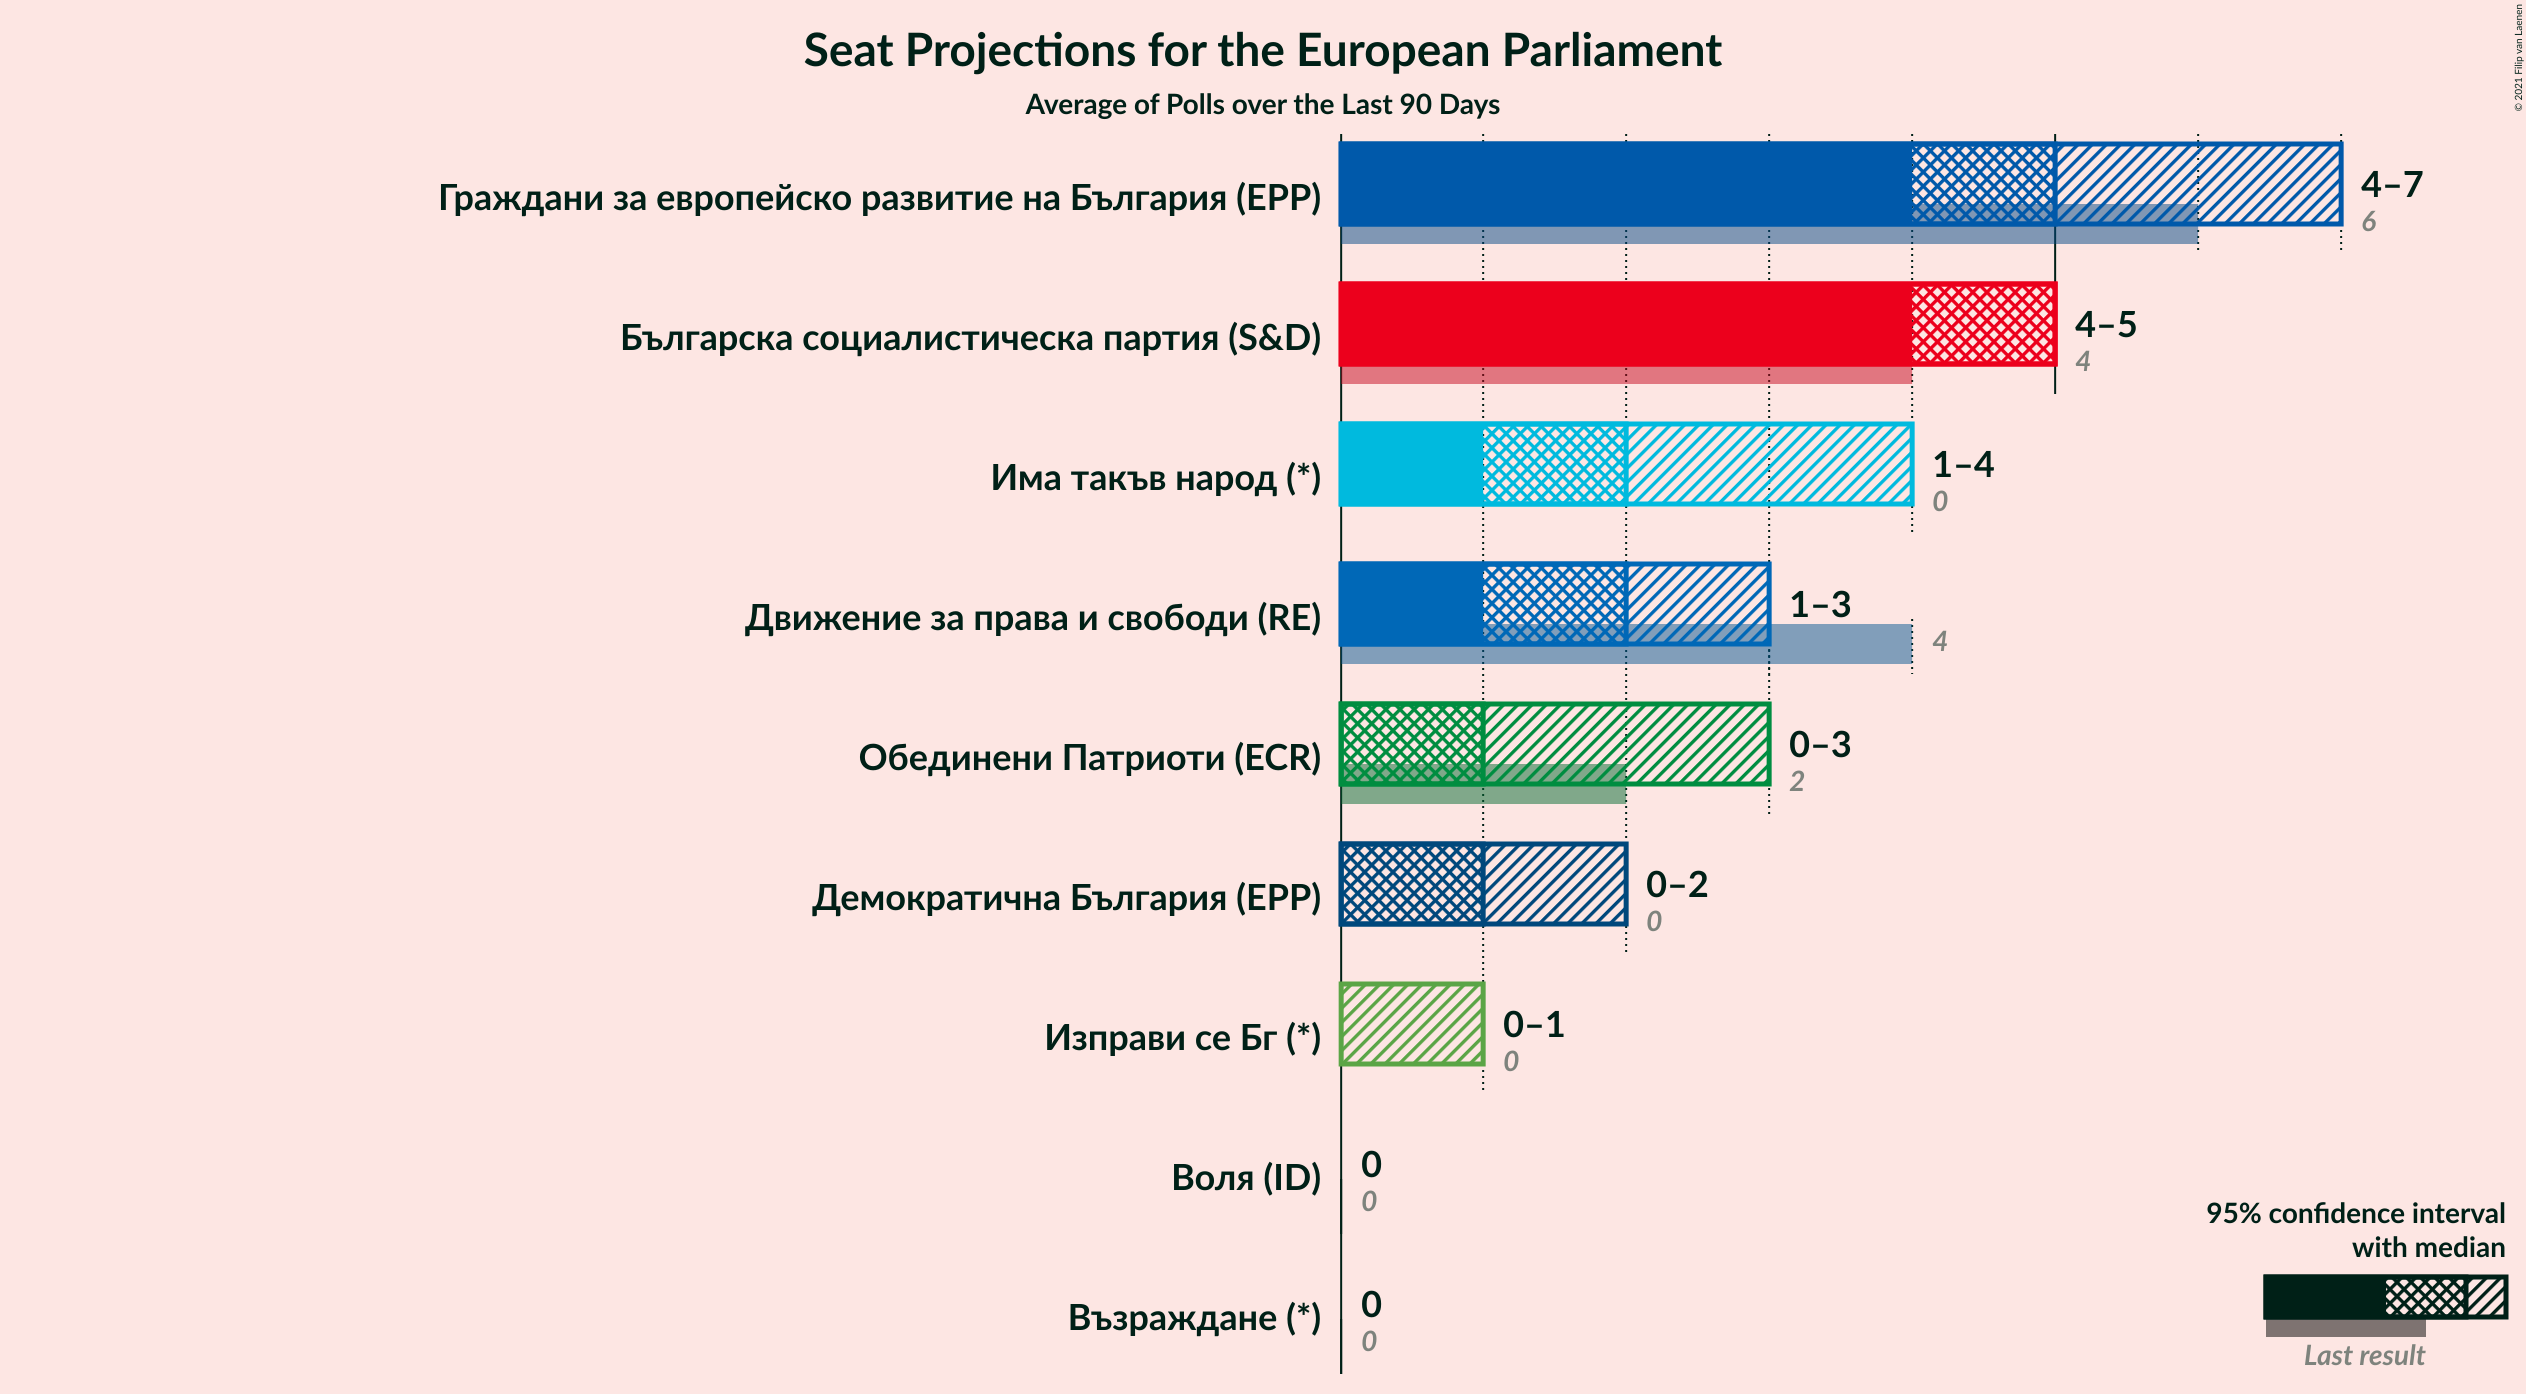 Seat Projections for the European Parliament
Average of Polls over the Last 90 Days
© 2021 Filip van Laenen
Граждани за европейско развитие на България (EPP)
4–7
6
Българска социалистическа партия (S&D)
4–5
4
Има такъв народ (*)
1–4
0
Движение за права и свободи (RE)
1–3
4
Обединени Патриоти (ECR)
0–3
2
Демократична България (EPP)
0–2
0
Изправи се Бг (*)
0–1
0
Воля (ID)
0
0
Възраждане (*)
0
0
95% confidence interval
with median
Last result